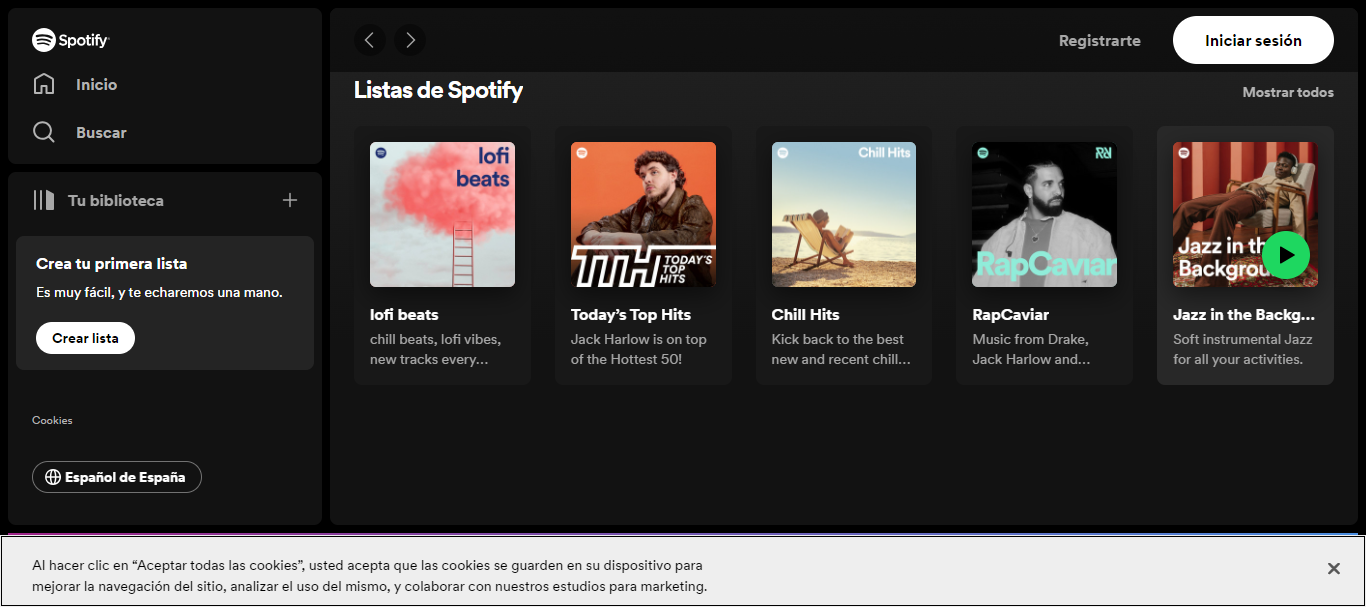 Spotify
Inicio
Buscar
Tu biblioteca
Crea tu primera lista
Es muy fácil, y te echaremos una mano.
Crear lista
Cookies
Español de España
Registrarte
Iniciar sesión
Listas de Spotify
Mostrar todos
lofi
beats
lofi beats
chill beats, lofi vibes,
new tracks every...
TTH TODAY'S
TOP
HITS
Today's Top Hits
Jack Harlow is on top
of the Hottest 50!
Chill Hits
Chill Hits
Kick back to the best
new and recent chill...
RapCaviar
RapCaviar
Music from Drake,
Jack Harlow and...
Jazz in th
Backgrou
Jazz in the Backg...
Soft instrumental Jazz
for all your activities.
Al hacer clic en “Aceptar todas las cookies”, usted acepta que las cookies se guarden en su dispositivo para
mejorar la navegación del sitio, analizar el uso del mismo, y colaborar con nuestros estudios para marketing.